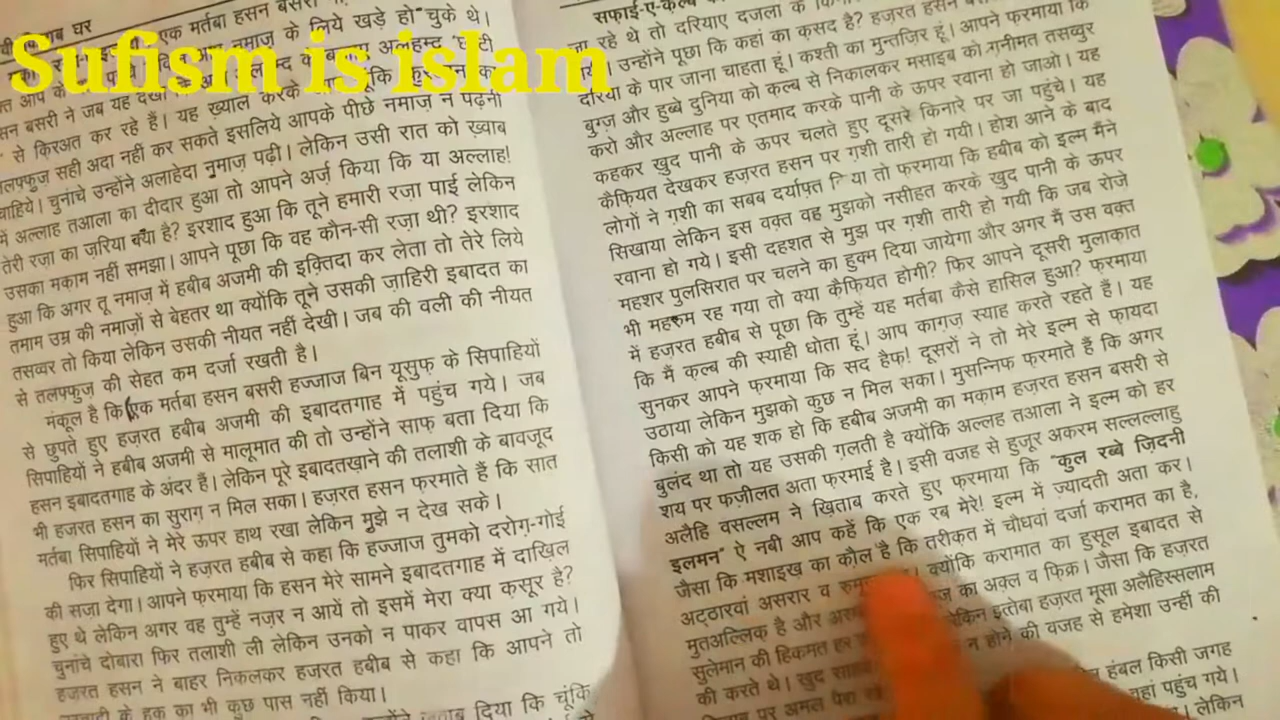 Sufism is islam
घर
एक मर्तबा हसन बसरी
नमाज़ के लिये खड़े हो चुके थे।
सन बसरी ने जब यह देखा
से क़िरअत कर रहे हैं। यह ख़्याल करके
सही अदा नहीं कर सकते इसलिये आपके पीछे नमाज़ न पढ़नी
चाहिये। चुनांचे उन्होंने अलाहेदा नमाज़ पढ़ी। लेकिन उसी रात को ख़्वाब
में अल्लाह तआला का दीदार हुआ तो आपने अर्ज़ किया कि या अल्लाह!
तेरी रज़ा का ज़रिया क्या है? इरशाद हुआ कि तूने हमारी रज़ा पाई लेकिन
उसका मकाम नहीं समझा। आपने पूछा कि वह कौन-सी रज़ा थी? इरशाद
हुआ कि अगर तू नमाज़ में हबीब अजमी की इक़्तिदा कर लेता तो तेरे लिये
तमाम उम्र की नमाज़ों से बेहतर था क्योंकि तूने उसकी ज़ाहिरी इबादत का
तसव्वर तो किया लेकिन उसकी नीयत नहीं देखी। जब की वली की नीयत
से तलफ़्फ़ुज़ की सेहत कम दर्जा रखती है।
मंकूल है कि एक मर्तबा हसन बसरी हज्जाज बिन यूसुफ़ के सिपाहियों
से छुपते हुए हज़रत हबीब अजमी की इबादतगाह में पहुंच गये। जब
सिपाहियों ने हबीब अजमी से मालूमात की तो उन्होंने साफ़ बता दिया कि
हसन इबादतगाह के अंदर हैं। लेकिन पूरे इबादतख़ाने की तलाशी के बावजूद
भी हज़रत हसन का सुराग़ न मिल सका। हज़रत हसन फ़रमाते हैं कि सात
मर्तबा सिपाहियों ने मेरे ऊपर हाथ रखा लेकिन मुझे न देख सके।
फिर सिपाहियों ने हज़रत हबीब से कहा कि हज्जाज तुमको दरोग़-गोई
की सजा देगा। आपने फ़रमाया कि हसन मेरे सामने इबादतगाह में दाख़िल
हुए थे लेकिन अगर वह तुम्हें नज़र न आयें तो इसमें मेरा क्या क़सूर है?
चुनांचे दोबारा फिर तलाशी ली लेकिन उनको न पाकर वापस आ गये।
हज़रत हसन ने बाहर निकलकर हज़रत हबीब से कहा कि आपने तो
के हक़ का भी कुछ पास नहीं किया।
दिया कि चूंकि
सफ़ाई-ए-क़ल्ब
जा रहे थे तो दरियाए दजला के
उन्होंने पूछा कि कहां का क़सद है? हज़रत हसन
दरिया के पार जाना चाहता हूं। कश्ती का मुन्तज़िर हूं। आपने फ़रमाया कि
बुग़्ज़ और हुब्बे दुनिया को क़ल्ब से निकालकर मसाइब को ग़नीमत तसव्वुर
करो और अल्लाह पर एतमाद करके पानी के ऊपर रवाना हो जाओ। यह
कहकर ख़ुद पानी के ऊपर चलते हुए दूसरे किनारे पर जा पहुंचे। यह
कैफ़ियत देखकर हज़रत हसन पर ग़शी तारी हो गयी। होश आने के बाद
लोगों ने ग़शी का सबब दर्याफ़्त किया तो फ़रमाया कि हबीब को इल्म मैंने
सिखाया लेकिन इस वक़्त वह मुझको नसीहत करके ख़ुद पानी के ऊपर
रवाना हो गये। इसी दहशत से मुझ पर ग़शी तारी हो गयी कि जब रोज़े
महशर पुलसिरात पर चलने का हुक्म दिया जायेगा और अगर मैं उस वक़्त
भी महरुम रह गया तो क्या कैफ़ियत होगी? फिर आपने दूसरी मुलाकात
में हज़रत हबीब से पूछा कि तुम्हें यह मर्तबा कैसे हासिल हुआ? फ़रमाया
कि मैं क़ल्ब की स्याही धोता हूं। आप काग़ज़ स्याह करते रहते हैं। यह
सुनकर आपने फ़रमाया कि सद हैफ़! दूसरों ने तो मेरे इल्म से फ़ायदा
उठाया लेकिन मुझको कुछ न मिल सका। मुसन्निफ़ फ़रमाते हैं कि अगर
किसी को यह शक हो कि हबीब अजमी का मक़ाम हज़रत हसन बसरी से
बुलंद था तो यह उसकी ग़लती है क्योंकि अल्लह तआला ने इल्म को हर
शय पर फज़ीलत अता फ़रमाई है। इसी वजह से हुजूर अकरम सल्लल्लाहु
अलैहि वसल्लम ने ख़िताब करते हुए फ़रमाया कि "कुल रब्बे ज़िदनी
इलमन" ऐ नबी आप कहें कि एक रब मेरे! इल्म में ज़्यादती अता कर।
जैसा कि मशाइख़ का कौल है कि तरीक़त में चौधवां दर्जा करामत का है,
अट्ठारवां असरार व क्योंकि करामात का हुसूल इबादत से
मुतअल्लिक है और का अक्ल व फ़िक्र। जैसा कि हज़रत
सुलेमान की हिकमत हर लेकिन इत्तेबा हज़रत मूसा अलैहिस्सलाम
की करते थे। ख़ुद न होने की वजह से हमेशा उन्हीं की
पर अमल हंबल किसी जगह
वहां पहुंच गये।
लेकिन